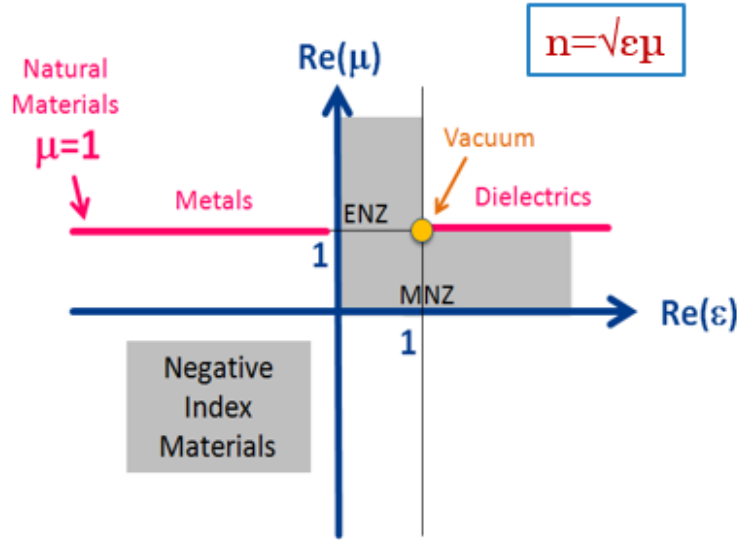 n=√εμ
Re(μ)
Natural
Materials
μ=1
Vacuum
Metals
Dielectrics
ENZ
1
MNZ
Re(ε)
1
Negative
Index
Materials